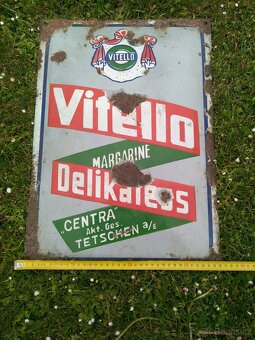 VITELLO
Vitello
MARGARINE
Delikatess
„CENTRA"
Akt. Ges.
TETSCHEN a/E